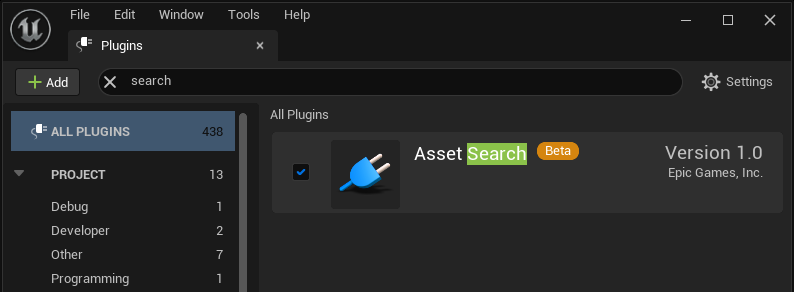 File Edit Window Tools Help
Plugins
Add search Settings
ALL PLUGINS 438
PROJECT 13
Debug 1
Developer 2
Other 7
Programming 1
All Plugins
Asset Search Beta Version 1.0
Epic Games, Inc.